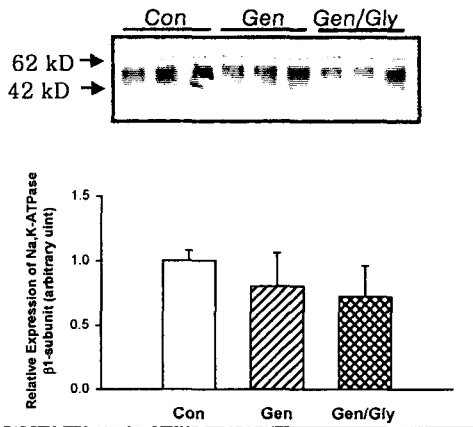 Con Gen Gen/Gly
62 kD
42 kD
Relative Expression of Na,K-ATPase
β1-subunit (arbitrary uint)
1.5
1.0
0.5
0.0
Con Gen Gen/Gly